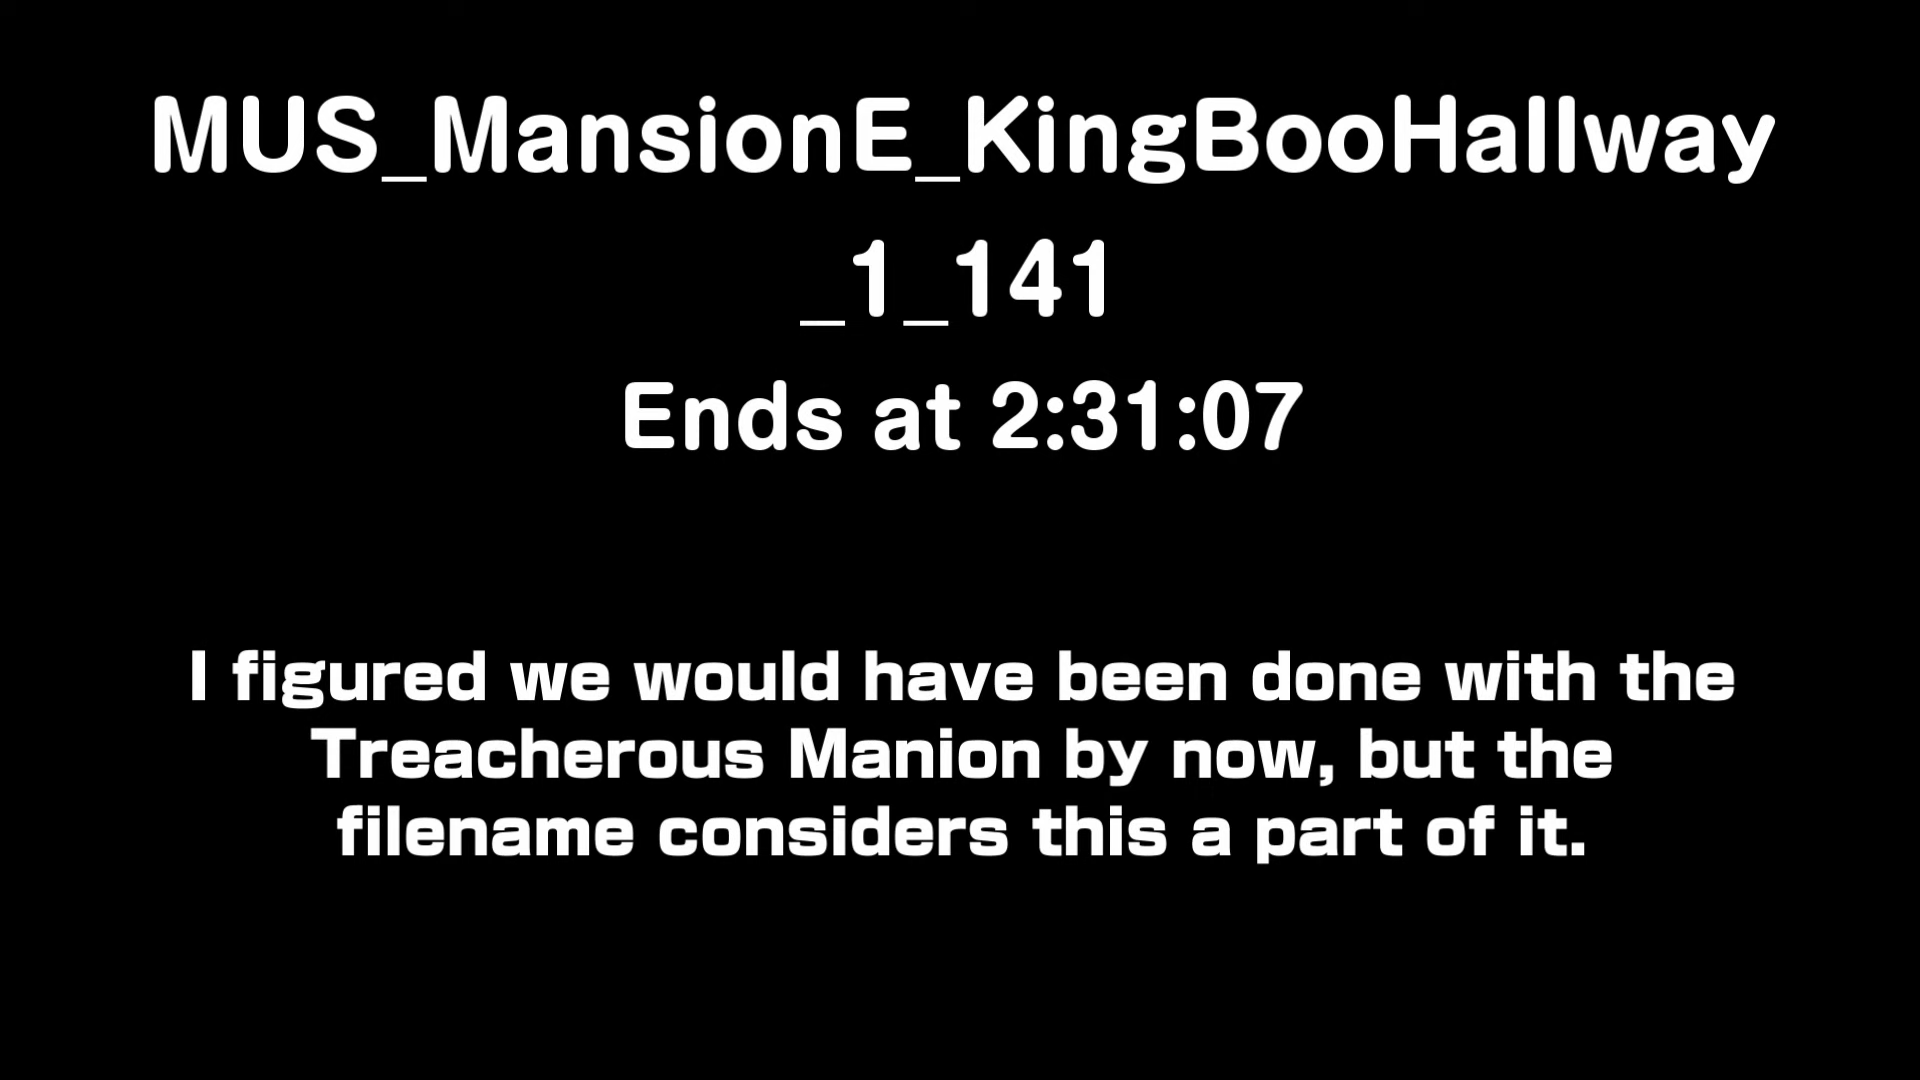 MUS_MansionE_KingBooHallway
_1_141
Ends at 2:31:07
I figured we would have been done with the
Treacherous Manion by now, but the
filename considers this a part of it.